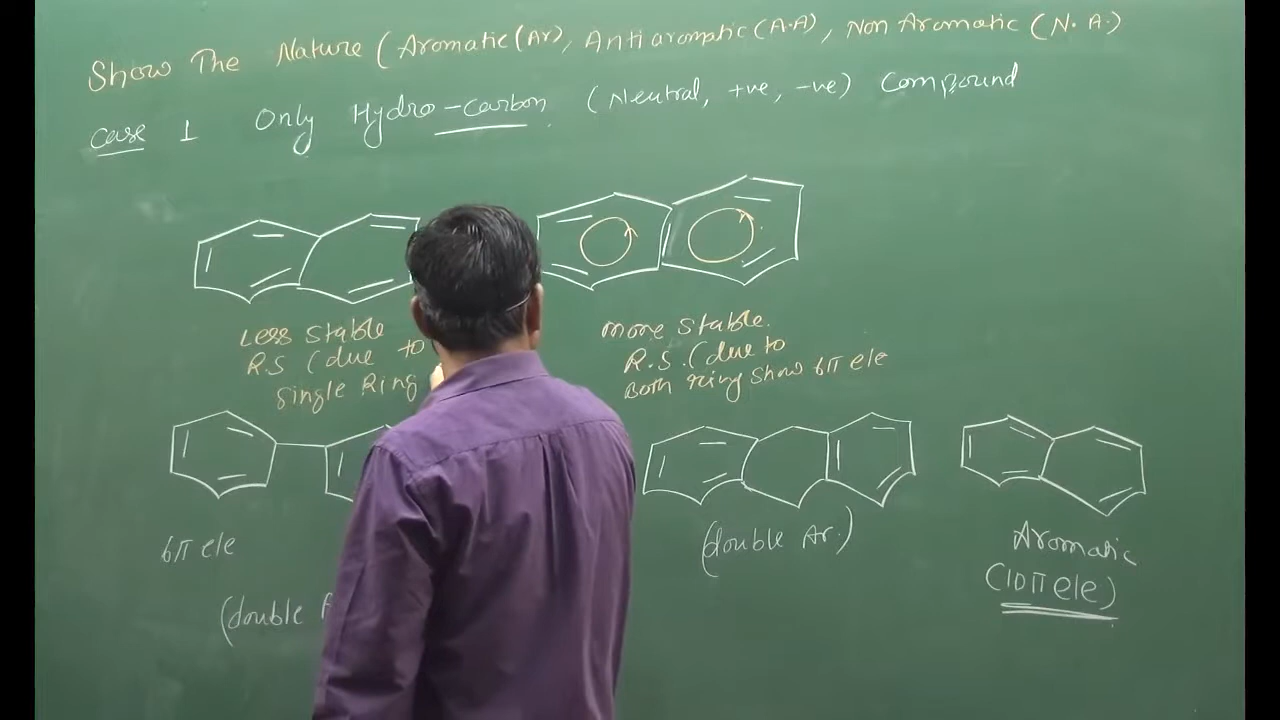 Show The Nature (Aromatic (Ar), Antiaromatic (A.A), Non Aromatic (N.A.)
Case 1 Only Hydro-carbon (Neutral, +ve, -ve) Compound
Less Stable
R.S (due to
Single Ring
more Stable.
R.S. (due to
Both ring show 6π ele
6π ele
(double
(double Ar.)
Aromatic
(10π ele)